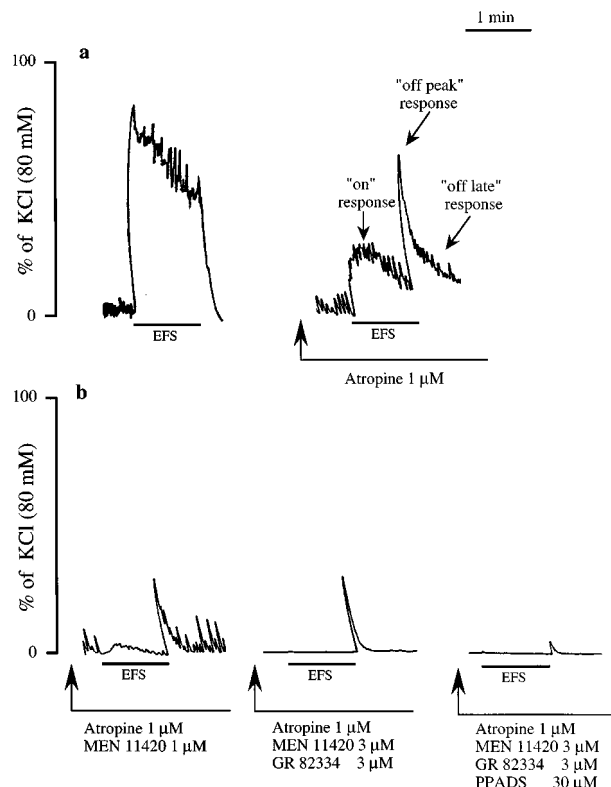 1 min
a
100
% of KCl (80 mM)
0
"off peak"
response
"on"
response
"off late"
response
EFS
EFS
Atropine 1 μM
b
100
% of KCl (80 mM)
0
EFS
EFS
EFS
Atropine 1 μM
MEN 11420 1 μM
Atropine 1 μM
MEN 11420 3 μM
GR 82334 3 μM
Atropine 1 μM
MEN 11420 3 μM
GR 82334 3 μM
PPADS 30 μM